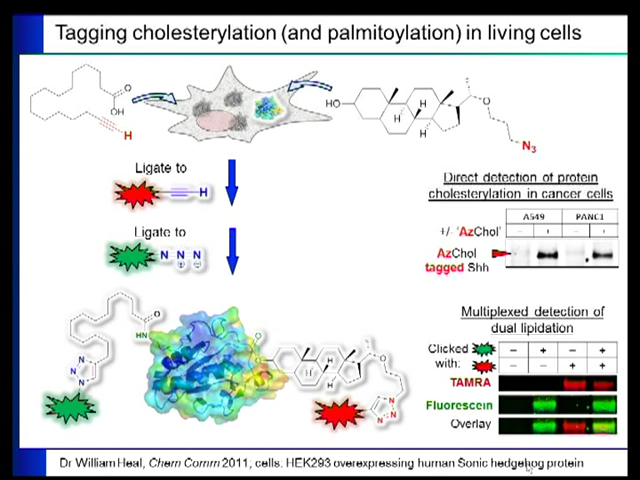 Tagging cholesterylation (and palmitoylation) in living cells
O
OH
H
HO
H
H
H
O
N3
Ligate to
H
Ligate to
N N N
⊕ ⊖
Direct detection of protein
cholesterylation in cancer cells
A549 PANC1
+/- 'AzChol' − + − +
AzChol
tagged Shh
Multiplexed detection of
dual lipidation
Clicked − + − +
with: − − + +
TAMRA
Fluorescein
Overlay
O
HN
N
N
N
O
O
H
H
H
O
N
N
N
Dr William Heal, Chem Comm 2011, cells. HEK293 overexpressing human Sonic hedgehog protein